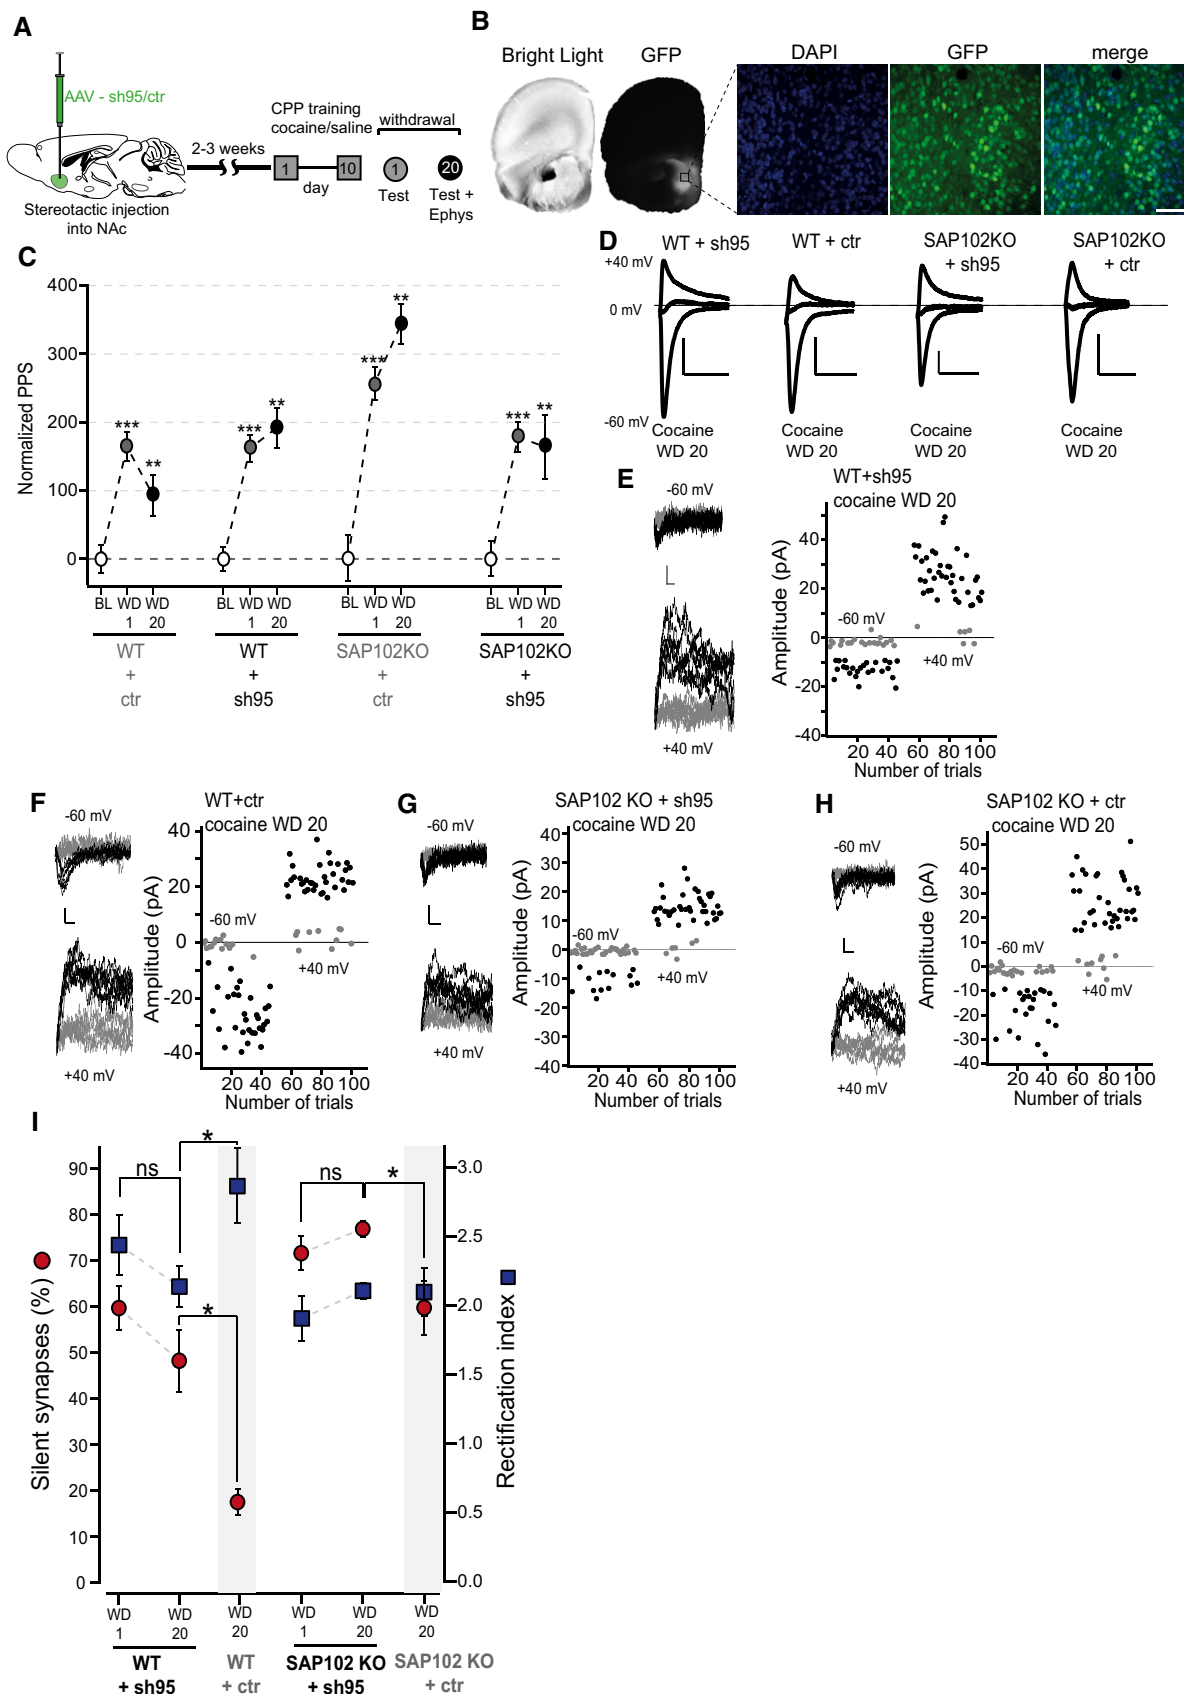 A
AAV - sh95/ctr
2-3 weeks
CPP training
cocaine/saline
withdrawal
1
10
1
20
day
Test
Test +
Ephys
Stereotactic injection
into NAc
B
Bright Light
GFP
DAPI
GFP
merge
C
Normalized PPS
400
300
200
100
0
***
**
***
**
***
**
***
**
BL WD WD
1 20
BL WD WD
1 20
BL WD WD
1 20
BL WD WD
1 20
WT
+
ctr
WT
+
sh95
SAP102KO
+
ctr
SAP102KO
+
sh95
D
WT + sh95
WT + ctr
SAP102KO
+ sh95
SAP102KO
+ ctr
+40 mV
0 mV
-60 mV
Cocaine
WD 20
Cocaine
WD 20
Cocaine
WD 20
Cocaine
WD 20
E
-60 mV
+40 mV
WT+sh95
cocaine WD 20
Amplitude (pA)
40
20
0
-20
-40
-60 mV
+40 mV
20 40 60 80 100
Number of trials
F
-60 mV
+40 mV
WT+ctr
cocaine WD 20
Amplitude (pA)
40
20
0
-20
-40
-60 mV
+40 mV
20 40 60 80 100
Number of trials
G
-60 mV
+40 mV
SAP102 KO + sh95
cocaine WD 20
Amplitude (pA)
40
30
20
10
0
-10
-20
-30
-40
-60 mV
+40 mV
20 40 60 80 100
Number of trials
H
-60 mV
+40 mV
SAP102 KO + ctr
cocaine WD 20
Amplitude (pA)
50
40
30
20
10
0
-10
-20
-30
-40
-60 mV
+40 mV
20 40 60 80 100
Number of trials
I
Silent synapses (%)
90
80
70
60
50
40
30
20
10
0
ns
*
*
ns
*
3.0
2.5
2.0
1.5
1.0
0.5
0.0
Rectification index
WD
1
WD
20
WD
20
WD
1
WD
20
WD
20
WT
+ sh95
WT
+ ctr
SAP102 KO
+ sh95
SAP102 KO
+ ctr